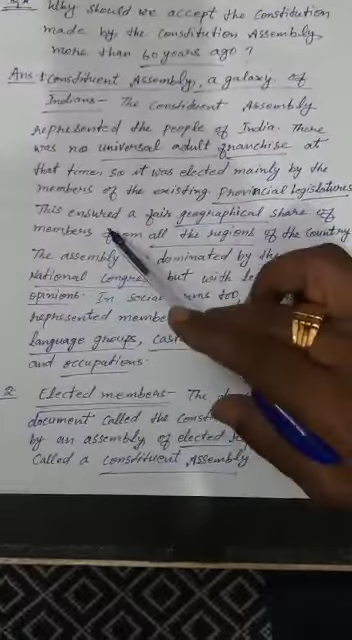 Why should we accept the Constitution
made by the Constitution Assembly
more than 60 years ago ?
Ans 1 Constituent Assembly, a galaxy of
Indians - The Constituent Assembly
represented the people of India. There
was no universal adult franchise at
that time, so it was elected mainly by the
members of the existing Provincial legislatures
This ensured a fair geographical share of
members from all the regions of the Country
The assembly dominated by the
National Congre but with
opinions. In social too,
represented membe
language groups,
and occupations.
2. Elected members - The
document called the
by an assembly of elected
called a Constituent Assembly